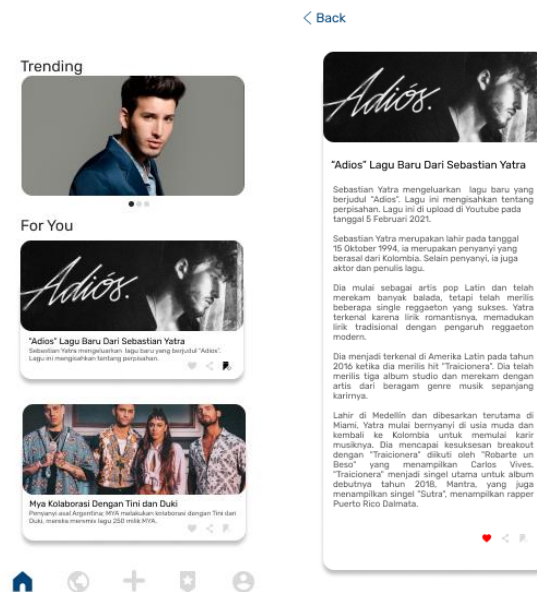 Trending
For You
Adiós.
"Adios" Lagu Baru Dari Sebastian Yatra
Sebastian Yatra mengeluarkan lagu baru yang berjudul "Adios".
Lagu ini mengisahkan tentang perpisahan.
Mya Kolaborasi Dengan Tini dan Duki
Penyanyi asal Argentina; MYA melakukan kolaborasi dengan Tini dan
Duki, mereka meremix lagu 250 milik MYA.
Back
Adiós.
"Adios" Lagu Baru Dari Sebastian Yatra
Sebastian Yatra mengeluarkan lagu baru yang
berjudul "Adios". Lagu ini mengisahkan tentang
perpisahan. Lagu ini di upload di Youtube pada
tanggal 5 Februari 2021.
Sebastian Yatra merupakan lahir pada tanggal
15 Oktober 1994, ia merupakan penyanyi yang
berasal dari Kolombia. Selain penyanyi, ia juga
aktor dan penulis lagu.
Dia mulai sebagai artis pop Latin dan telah
merekam banyak balada, tetapi telah merilis
beberapa single reggaeton yang sukses. Yatra
terkenal karena lirik romantisnya, memadukan
lirik tradisional dengan pengaruh reggaeton
modern.
Dia menjadi terkenal di Amerika Latin pada tahun
2016 ketika dia merilis hit "Traicionera". Dia telah
merilis tiga album studio dan merekam dengan
artis dari beragam genre musik sepanjang
karirnya.
Lahir di Medellín dan dibesarkan terutama di
Miami, Yatra mulai bernyanyi di usia muda dan
kembali ke Kolombia untuk memulai karir
musiknya. Dia mencapai kesuksesan breakout
dengan "Traicionera" diikuti oleh "Robarte un
Beso" yang menampilkan Carlos Vives.
"Traicionera" menjadi singel utama untuk album
debutnya tahun 2018, Mantra, yang juga
menampilkan singel "Sutra", menampilkan rapper
Puerto Rico Dalmata.